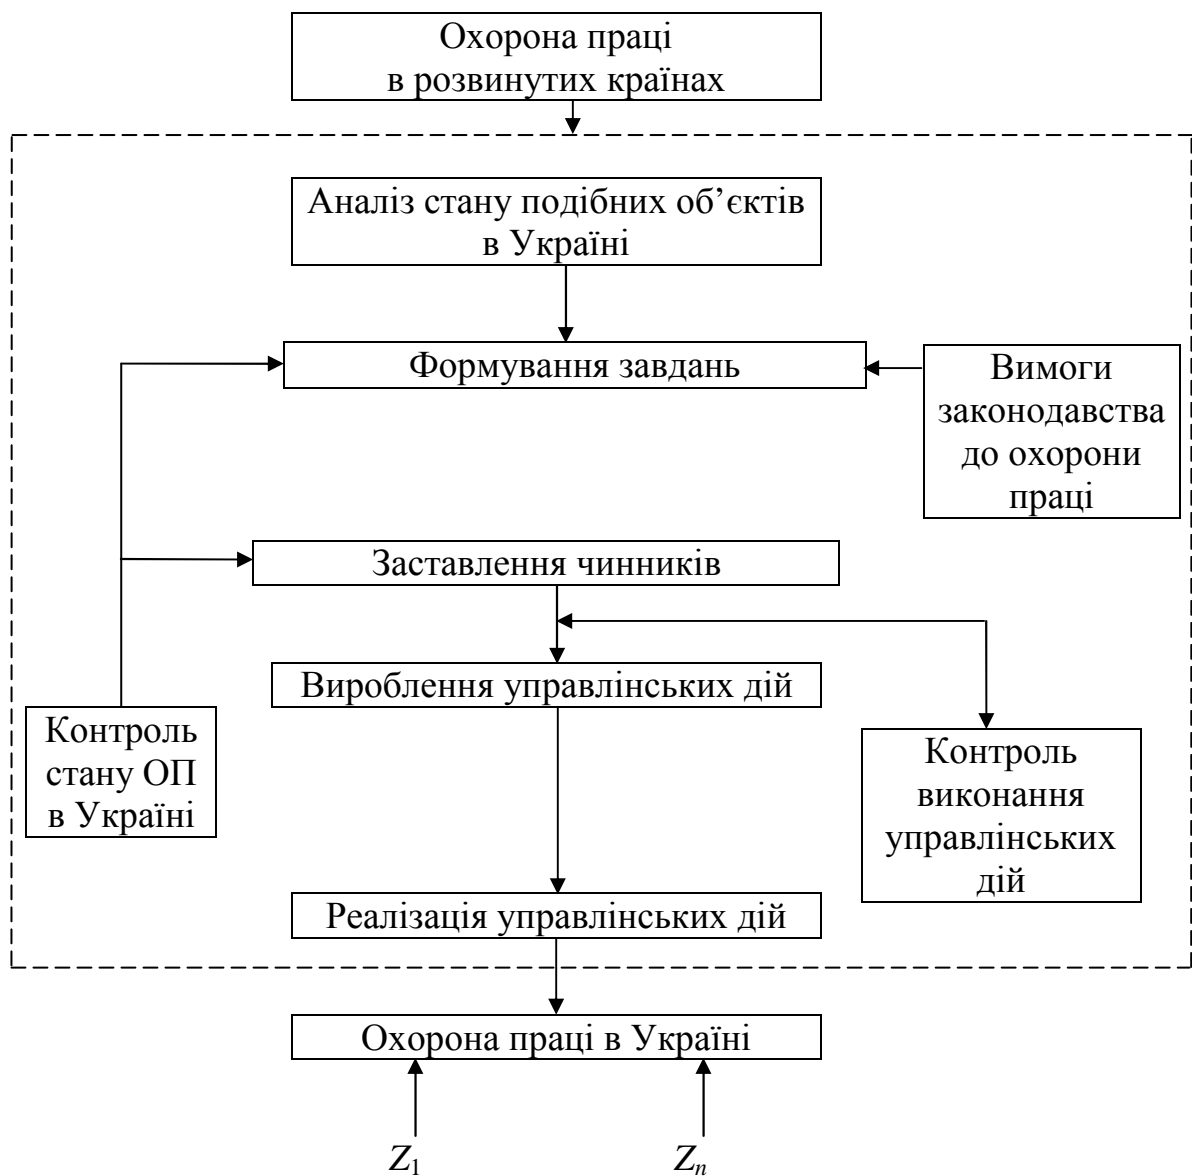 Охорона праці
в розвинутих країнах
Аналіз стану подібних об’єктів
в Україні
Формування завдань
Вимоги
законодавства
до охорони
праці
Заставлення чинників
Вироблення управлінських дій
Контроль
стану ОП
в Україні
Контроль
виконання
управлінських
дій
Реалізація управлінських дій
Охорона праці в Україні
Z1 Zn